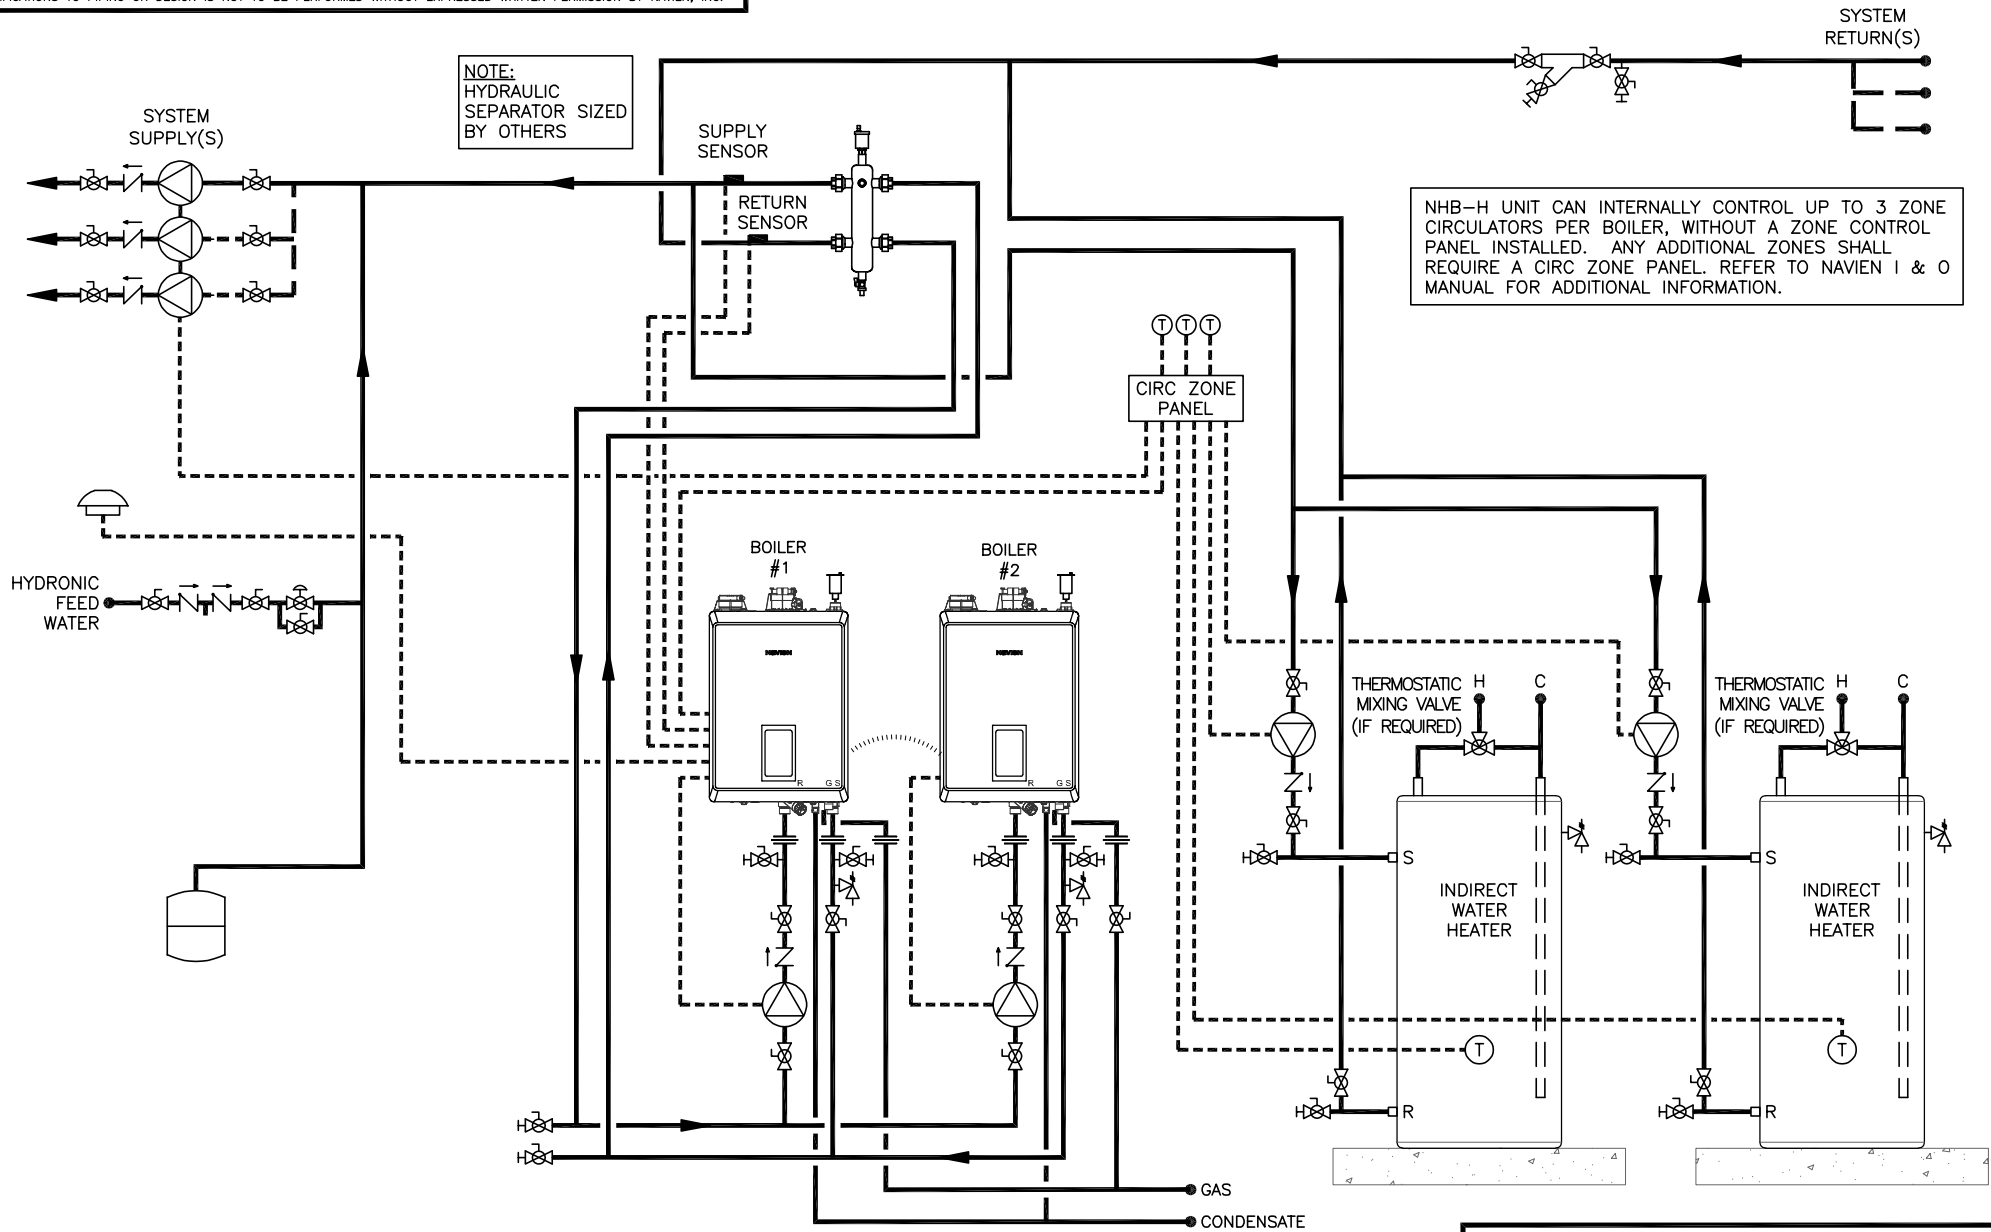 SYSTEM
RETURN(S)
NOTE:
HYDRAULIC
SEPARATOR SIZED
BY OTHERS
SYSTEM
SUPPLY(S)
SUPPLY
SENSOR
RETURN
SENSOR
NHB-H UNIT CAN INTERNALLY CONTROL UP TO 3 ZONE
CIRCULATORS PER BOILER, WITHOUT A ZONE CONTROL
PANEL INSTALLED. ANY ADDITIONAL ZONES SHALL
REQUIRE A CIRC ZONE PANEL. REFER TO NAVIEN I & O
MANUAL FOR ADDITIONAL INFORMATION.
T T T
CIRC ZONE
PANEL
BOILER
#1
BOILER
#2
HYDRONIC
FEED
WATER
NAVIEN
NAVIEN
THERMOSTATIC
MIXING VALVE
(IF REQUIRED)
H
C
THERMOSTATIC
MIXING VALVE
(IF REQUIRED)
H
C
R G S
R G S
S
S
INDIRECT
WATER
HEATER
INDIRECT
WATER
HEATER
T
T
R
R
GAS
CONDENSATE